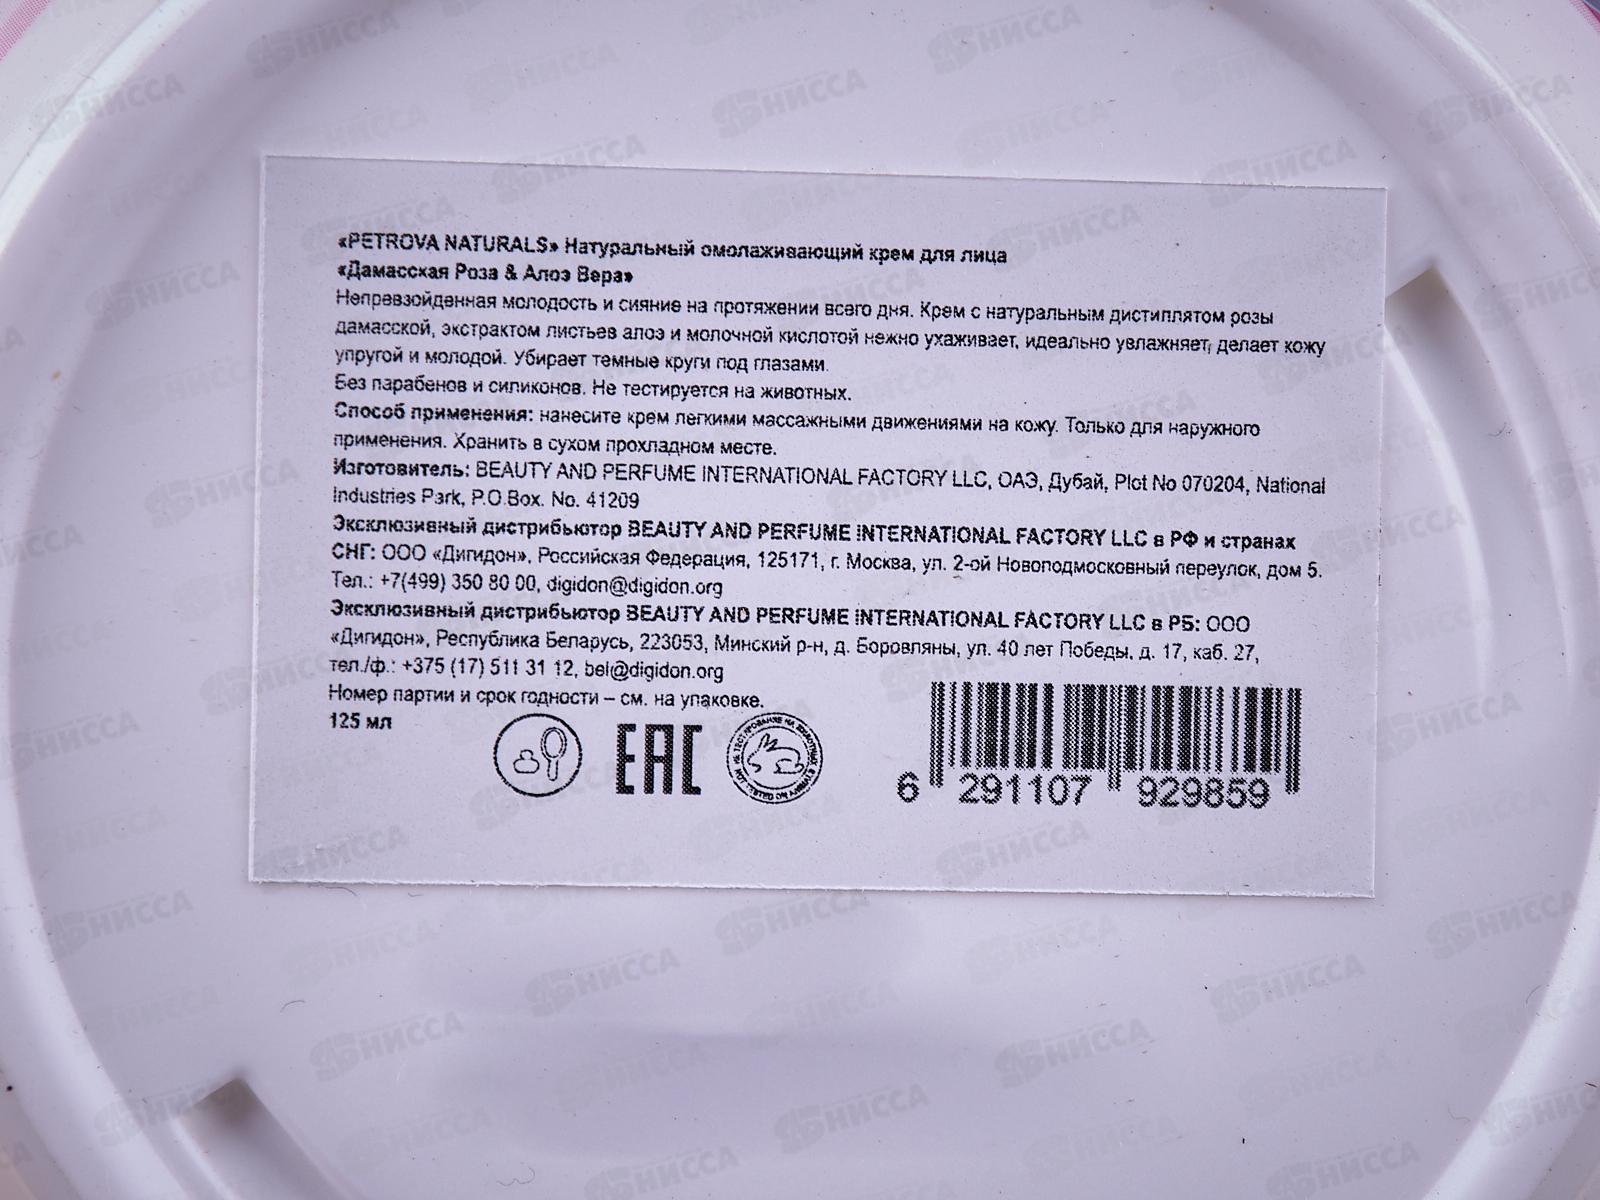 «PETROVA NATURALS» Натуральный омолаживающий крем для лица
«Дамасская Роза & Алоэ Вера»
Непревзойденная молодость и сияние на протяжении всего дня. Крем с натуральным дистиллятом розы
дамасской, экстрактом листьев алоэ и молочной кислотой нежно ухаживает, идеально увлажняет, делает кожу
упругой и молодой. Убирает темные круги под глазами.
Без парабенов и силиконов. Не тестируется на животных.
Способ применения: нанесите крем легкими массажными движениями на кожу. Только для наружного
применения. Хранить в сухом прохладном месте.
Изготовитель: BEAUTY AND PERFUME INTERNATIONAL FACTORY LLC, ОАЭ, Дубай, Plot No 070204, National
Industries Park, P.O.Box. No. 41209
Эксклюзивный дистрибьютор BEAUTY AND PERFUME INTERNATIONAL FACTORY LLC в РФ и странах
СНГ: ООО «Дигидон», Российская Федерация, 125171, г. Москва, ул. 2-ой Новоподмосковный переулок, дом 5.
Тел.: +7(499) 350 80 00, digidon@digidon.org
Эксклюзивный дистрибьютор BEAUTY AND PERFUME INTERNATIONAL FACTORY LLC в РБ: ООО
«Дигидон», Республика Беларусь, 223053, Минский р-н, д. Боровляны, ул. 40 лет Победы, д. 17, каб. 27,
тел./ф.: +375 (17) 511 31 12, bel@digidon.org
Номер партии и срок годности – см. на упаковке.
125 мл
EAC
6 291107 929859
НИССА